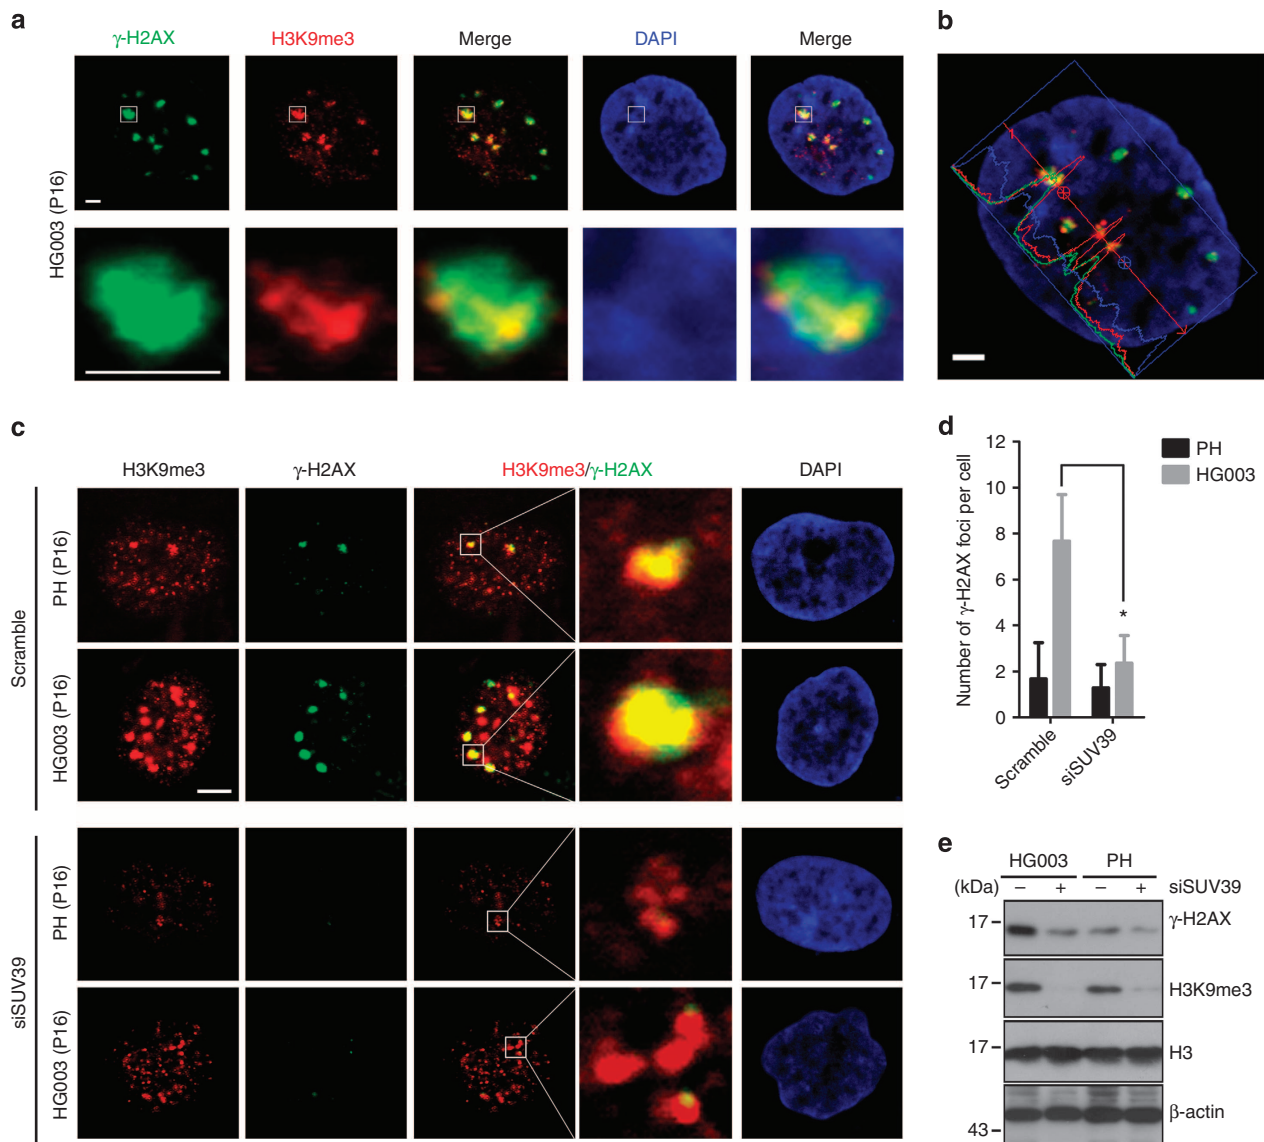 a
γ-H2AX
H3K9me3
Merge
DAPI
Merge
HG003 (P16)
b
c
H3K9me3
γ-H2AX
H3K9me3/γ-H2AX
DAPI
Scramble
PH (P16)
HG003 (P16)
siSUV39
PH (P16)
HG003 (P16)
d
Number of γ-H2AX foci per cell
12
10
8
6
4
2
0
PH
HG003
*
Scramble
siSUV39
e
HG003 PH
(kDa) – + – + siSUV39
17 γ-H2AX
17 H3K9me3
17 H3
β-actin
43